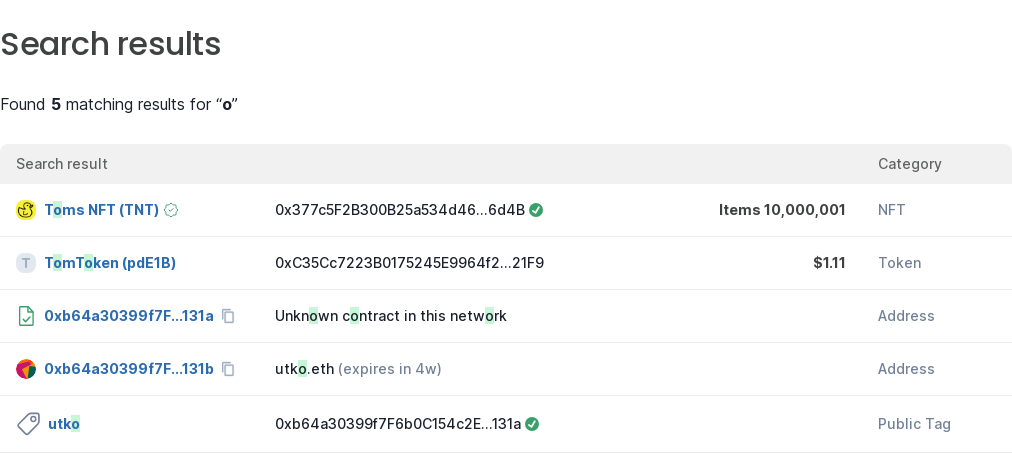 Search results
Found 5 matching results for “o”
Search result Category
Toms NFT (TNT) 0x377c5F2B300B25a534d46...6d4B Items 10,000,001 NFT
T TomToken (pdE1B) 0xC35Cc7223B0175245E9964f2...21F9 $1.11 Token
0xb64a30399f7F...131a Unknown contract in this network Address
0xb64a30399f7F...131b utko.eth (expires in 4w) Address
utko 0xb64a30399f7F6b0C154c2E...131a Public Tag